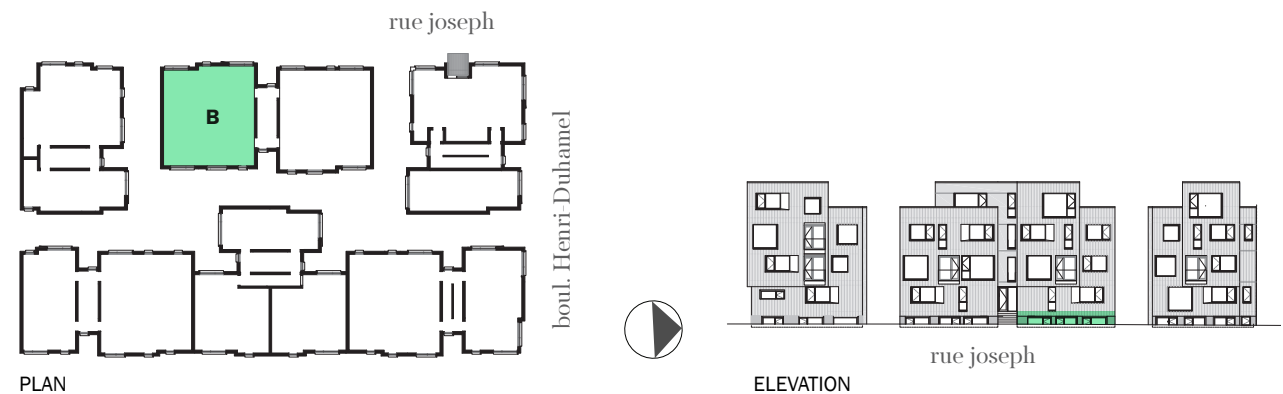 rue joseph
B
boul. Henri-Duhamel
PLAN
rue joseph
ELEVATION